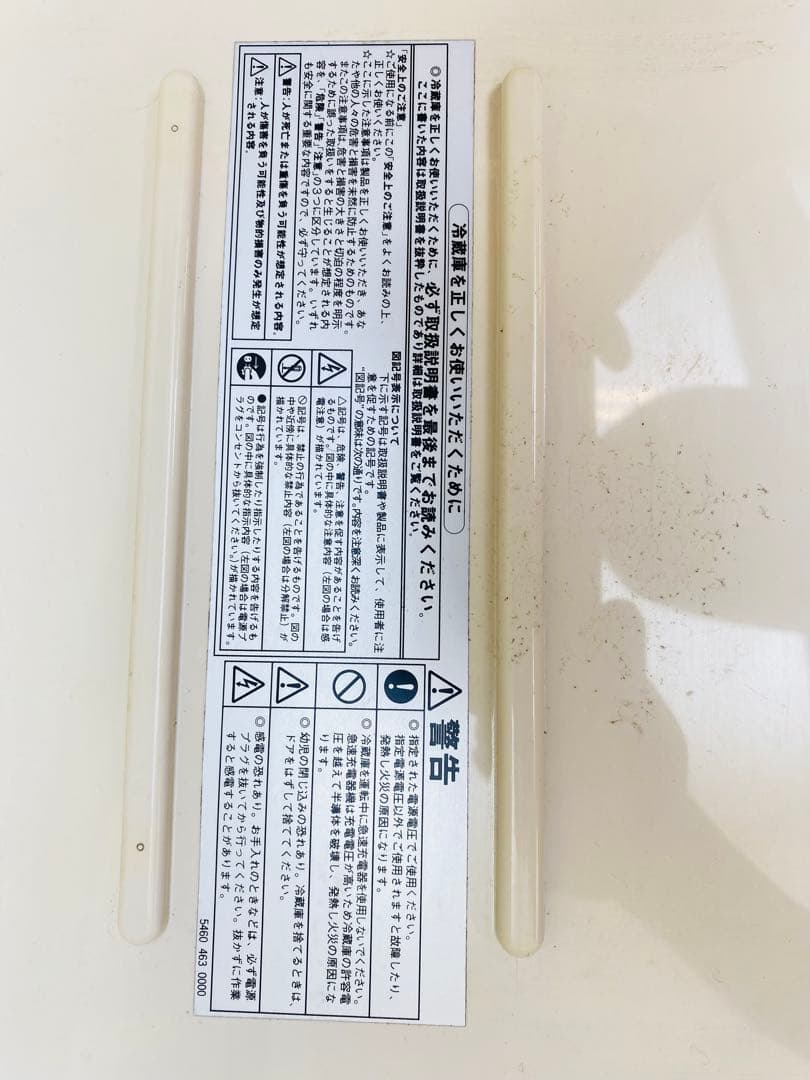 冷蔵庫を正しくお使いいただくために
◎冷蔵庫を正しくお使いいただくために、必ず取扱説明書を最後までお読みください。
ここに書いた内容は取扱説明書を抜粋したものであり詳細は取扱説明書をご覧ください。
「安全上のご注意」
☆ご使用になる前にこの「安全上のご注意」をよくお読みの上、
正しくお使いください。
☆ここに示した注意事項は製品を正しくお使いいただき、あな
たや他の人々の危害と損害を未然に防止するためのものです。
またこの注意事項は、危害と損害の大きさと切迫の程度を明示
するために誤った取扱いをすると生じることが想定される内
容を、「危険」「警告」「注意」の3つに区分しています。いずれ
も安全に関する重要な内容ですので、必ず守ってください。
警告:人が死亡または重傷を負う可能性が想定される内容。
注意:人が傷害を負う可能性及び物的損害のみ発生が想定
される内容。
図記号表示について
下に示す記号は取扱説明書や製品に表示して、使用者に注
意を促すための記号です。
"図記号"の意味は次の通りです。内容を注意深くお読みください。
△記号は、危険、警告、注意を促す内容があることを告げ
るものです。図の中に具体的な注意内容(左図の場合は感
電注意)が描かれています。
🛇記号は、禁止の行為であることを告げるものです。図の
中や近傍に具体的な禁止内容(左図の場合は分解禁止)が
描かれています。
●記号は行為を強制したり指示したりする内容を告げるも
のです。図の中に具体的な指示内容(左図の場合は電源プ
ラグをコンセントから抜いてください。)が描かれています。
警告
◎指定された電源電圧でご使用ください。
指定電源電圧以外でご使用されますと故障したり、
発熱し火災の原因になります。
◎冷蔵庫を運転中に急速充電器を使用しないでください。
急速充電器機は充電電圧が高いため冷蔵庫の許容電
圧を越えて半導体を破壊し、発熱し火災の原因にな
ります。
◎幼児の閉じ込みの恐れあり。冷蔵庫を捨てるときは、
ドアをはずして捨ててください。
◎感電の恐れあり。お手入れのときなどは、必ず電源
プラグを抜いてから行ってください。抜かずに作業
すると感電することがあります。
5460 463 0000